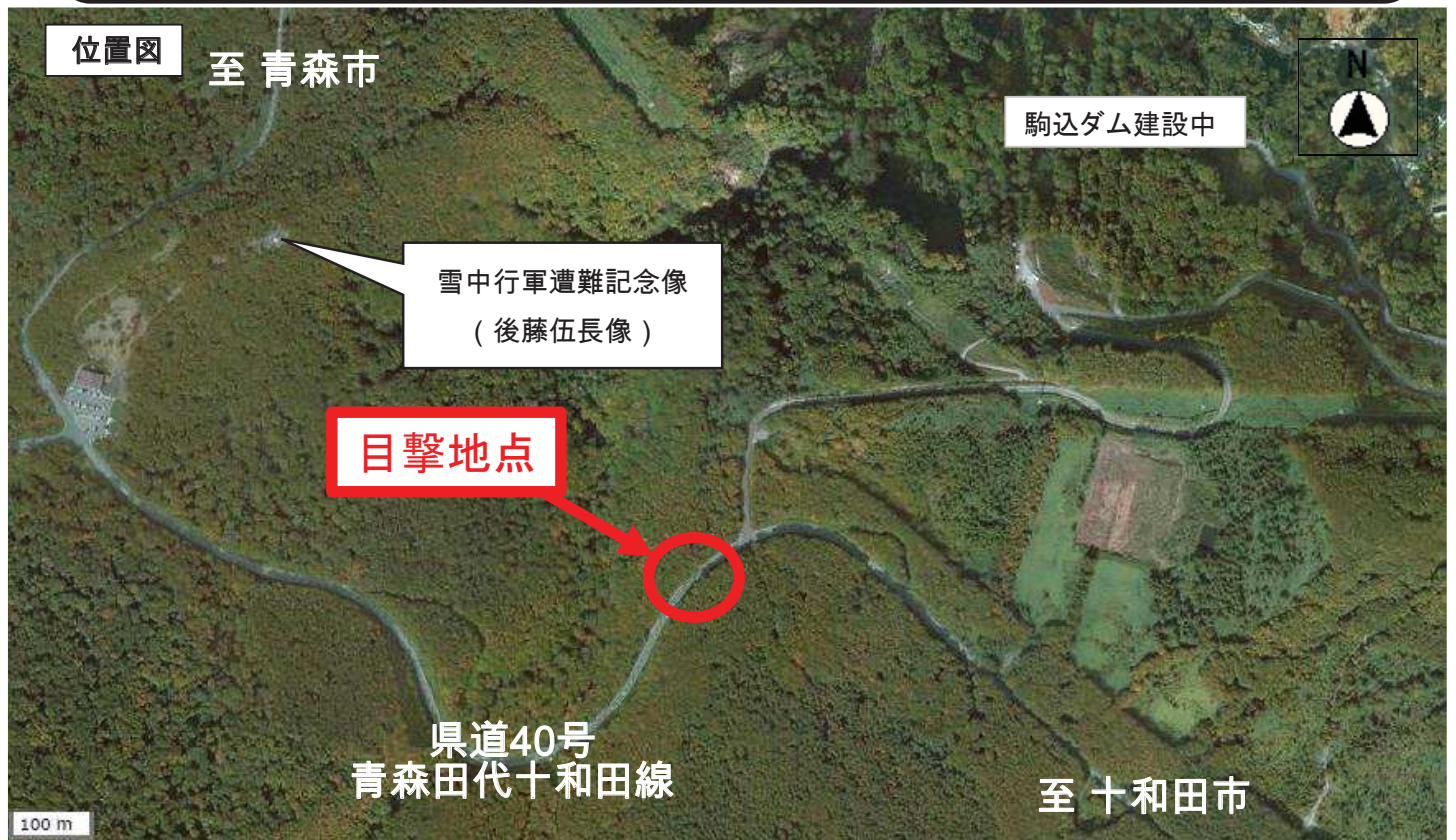 位置図
至 青森市
N
駒込ダム建設中
雪中行軍遭難記念像
（後藤伍長像）
目撃地点
県道40号
青森田代十和田線
至 十和田市
100 m